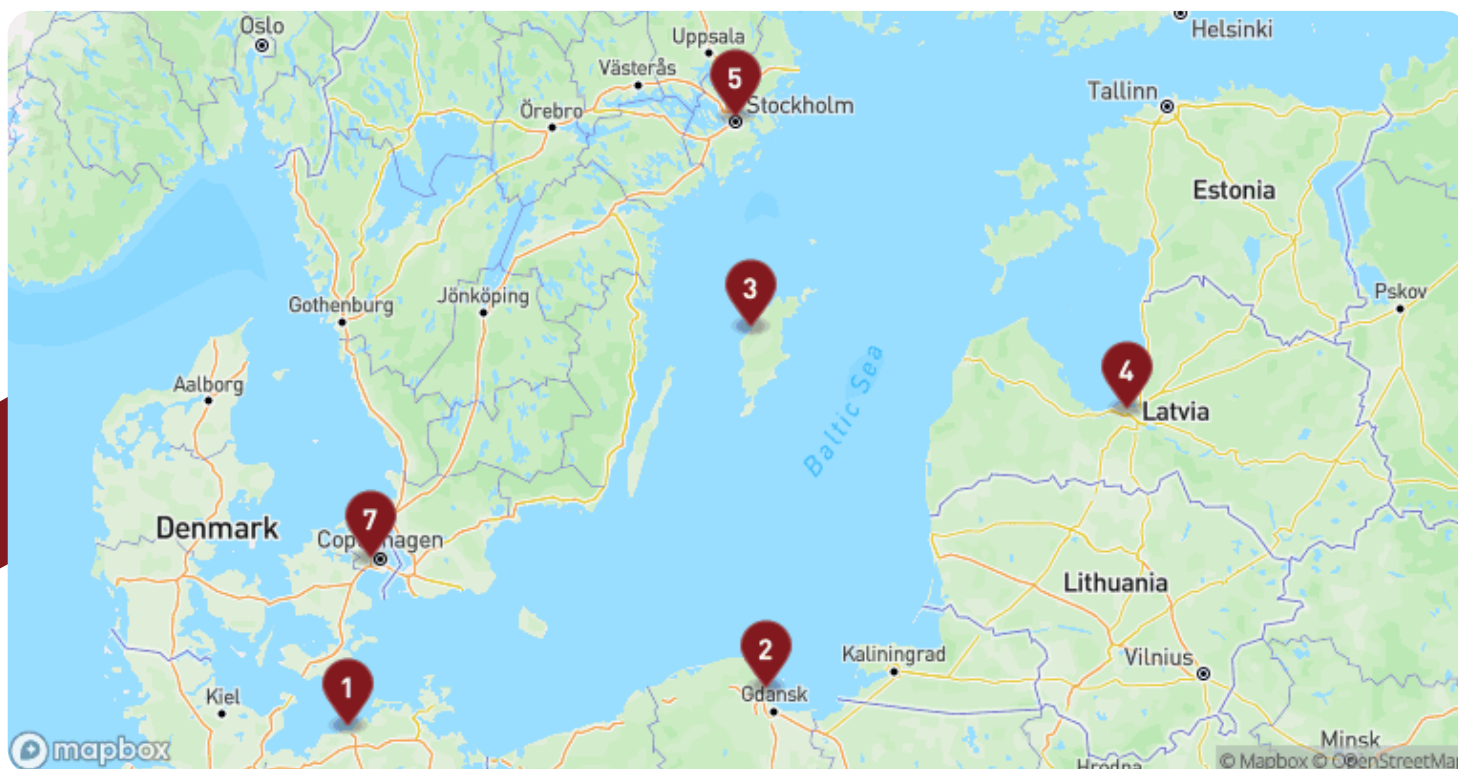 Oslo
Helsinki
Uppsala
Västerås
5
Tallinn
Stockholm
Örebro
Estonia
3
Pskov
Jönköping
Gothenburg
Baltic Sea
4
Aalborg
Latvia
7
Denmark
Copenhagen
Lithuania
2
Kaliningrad
Vilnius
1
Kiel
Gdansk
Minsk
mapbox
© Mapbox © OpenStreetMap